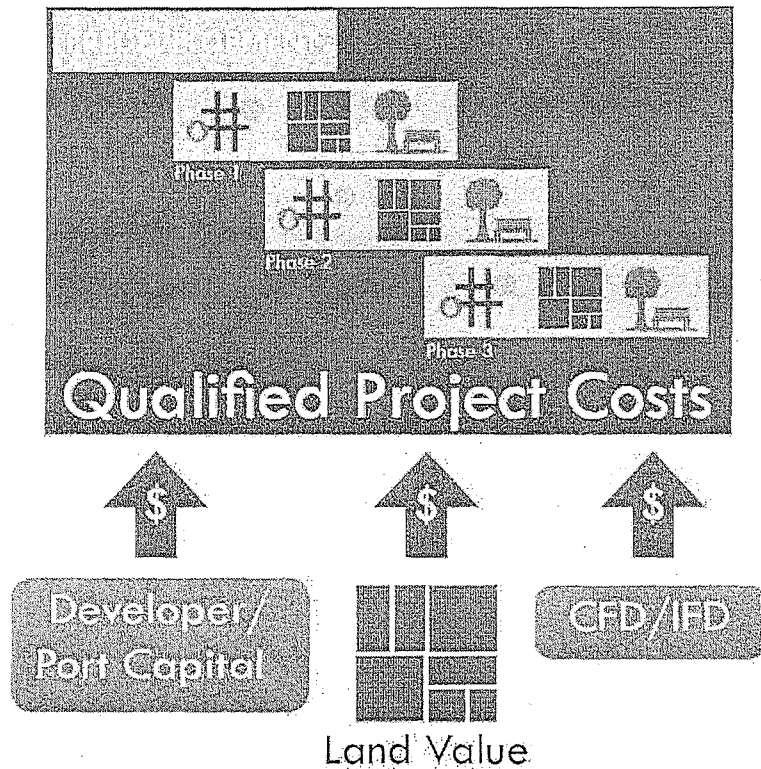 Phase 1
Phase 2
Phase 3
Qualified Project Costs
$ $ $
Developer/
Port Capital
CFD/IFD
Land Value